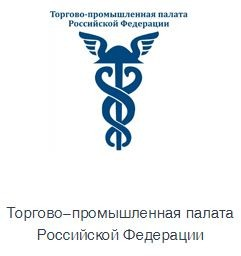 Торгово-промышленная палата
Российской Федерации
Торгово–промышленная палата
Российской Федерации